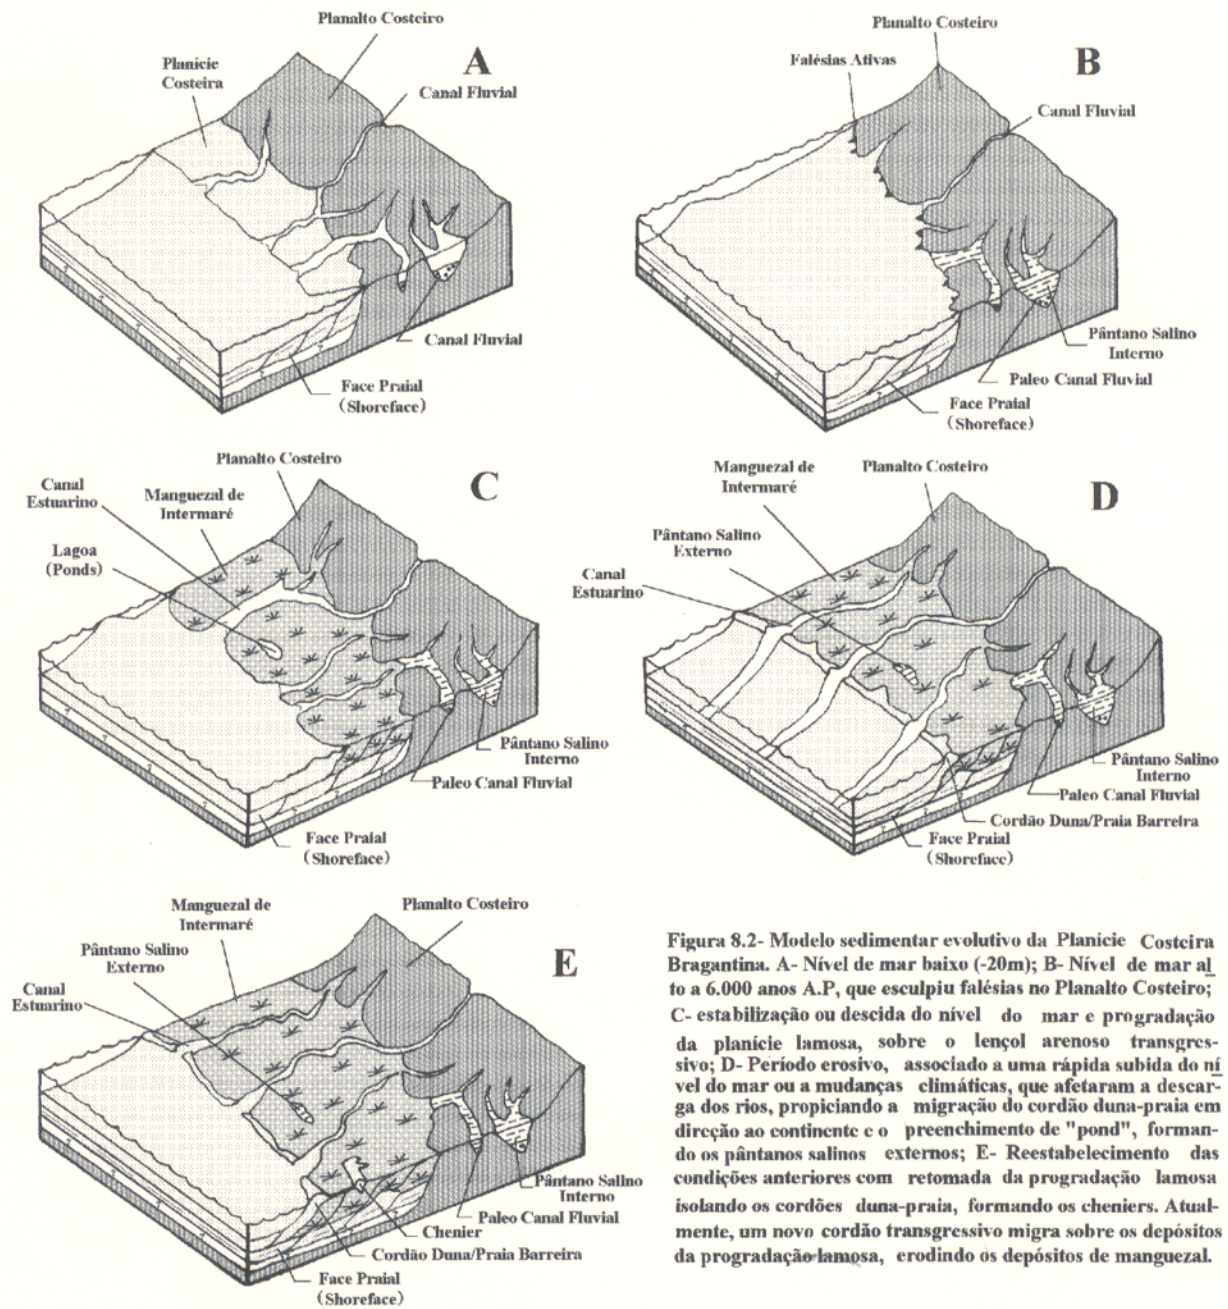 Planalto Costeiro
A
Planície
Costeira
Canal Fluvial
Canal Fluvial
Face Praial
(Shoreface)
Planalto Costeiro
Falésias Ativas
B
Canal Fluvial
Pântano Salino
Interno
Paleo Canal Fluvial
Face Praial
(Shoreface)
Planalto Costeiro
C
Canal
Estuarino
Manguezal de
Intermaré
Lagoa
(Ponds)
Pântano Salino
Interno
Paleo Canal Fluvial
Face Praial
(Shoreface)
Manguezal de
Intermaré
Planalto Costeiro
D
Pântano Salino
Externo
Canal
Estuarino
Pântano Salino
Interno
Paleo Canal Fluvial
Cordão Duna/Praia Barreira
Face Praial
(Shoreface)
Manguezal de
Intermaré
Planalto Costeiro
E
Pântano Salino
Externo
Canal
Estuarino
Pântano Salino
Interno
Paleo Canal Fluvial
Chenier
Cordão Duna/Praia Barreira
Face Praial
(Shoreface)
Figura 8.2- Modelo sedimentar evolutivo da Planície Costeira
Bragantina. A- Nível de mar baixo (-20m); B- Nível de mar al
to a 6.000 anos A.P, que esculpiu falésias no Planalto Costeiro;
C- estabilização ou descida do nível do mar e progradação
da planície lamosa, sobre o lençol arenoso transgres-
sivo; D- Período erosivo, associado a uma rápida subida do ní
vel do mar ou a mudanças climáticas, que afetaram a descar-
ga dos rios, propiciando a migração do cordão duna-praia em
direção ao continente e o preenchimento de "pond", forman-
do os pântanos salinos externos; E- Reestabelecimento das
condições anteriores com retomada da progradação lamosa
isolando os cordões duna-praia, formando os cheniers. Atual-
mente, um novo cordão transgressivo migra sobre os depósitos
da progradação lamosa, erodindo os depósitos de manguezal.